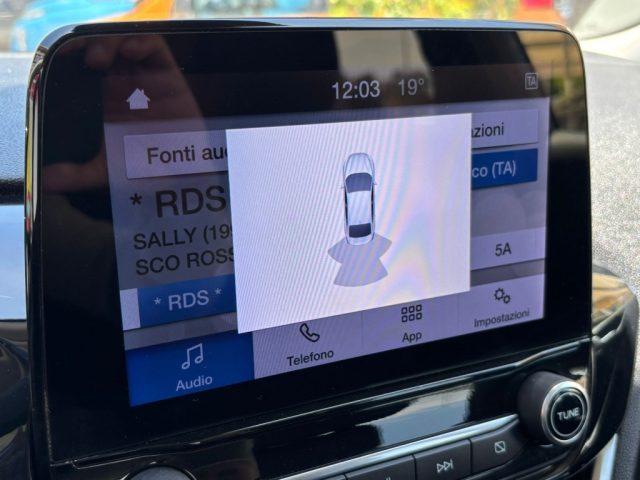 12:03 19° TA
Fonti au
zioni
* RDS
co (TA)
SALLY (19
SCO ROSS
5A
* RDS *
Audio
Telefono
App
Impostazioni
TUNE